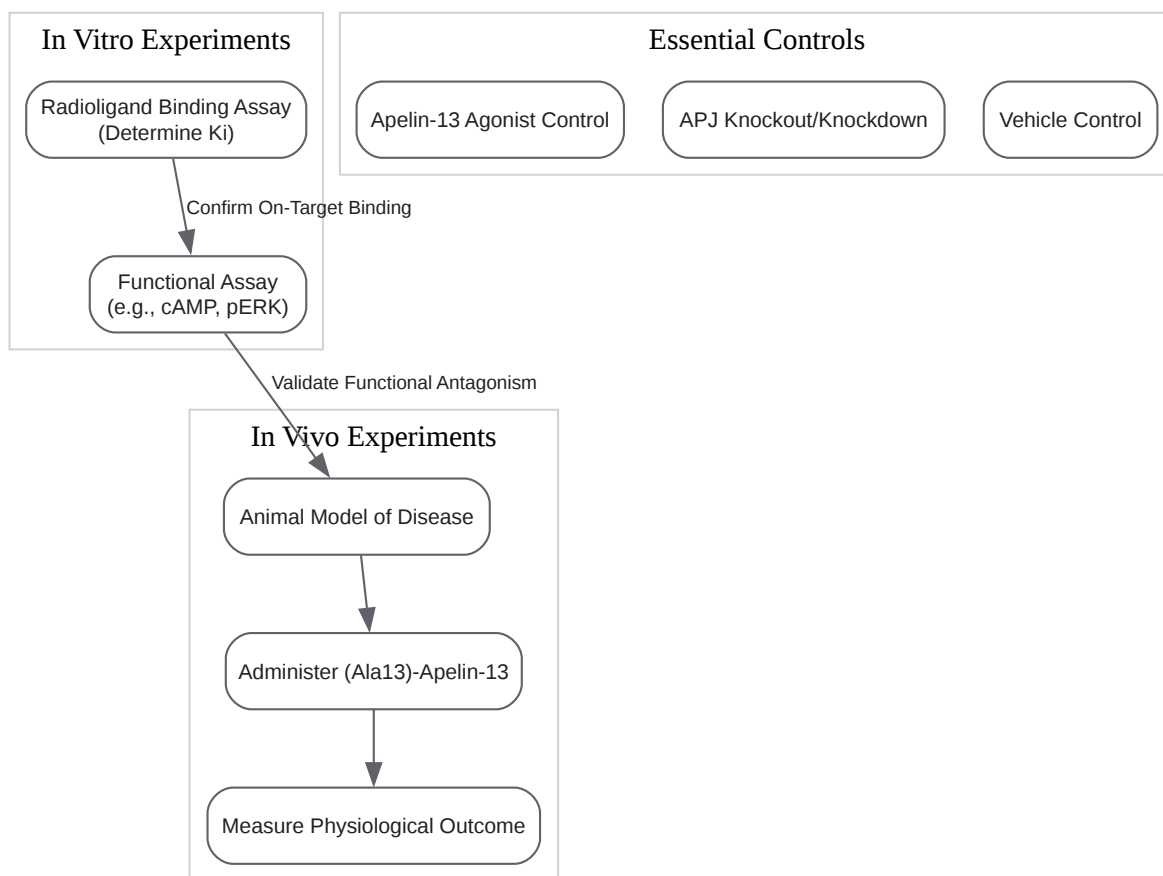 In Vitro Experiments
Radioligand Binding Assay
(Determine Ki)
Confirm On-Target Binding
Functional Assay
(e.g., cAMP, pERK)
Essential Controls
Apelin-13 Agonist Control
APJ Knockout/Knockdown
Vehicle Control
Validate Functional Antagonism
In Vivo Experiments
Animal Model of Disease
Administer (Ala13)-Apelin-13
Measure Physiological Outcome